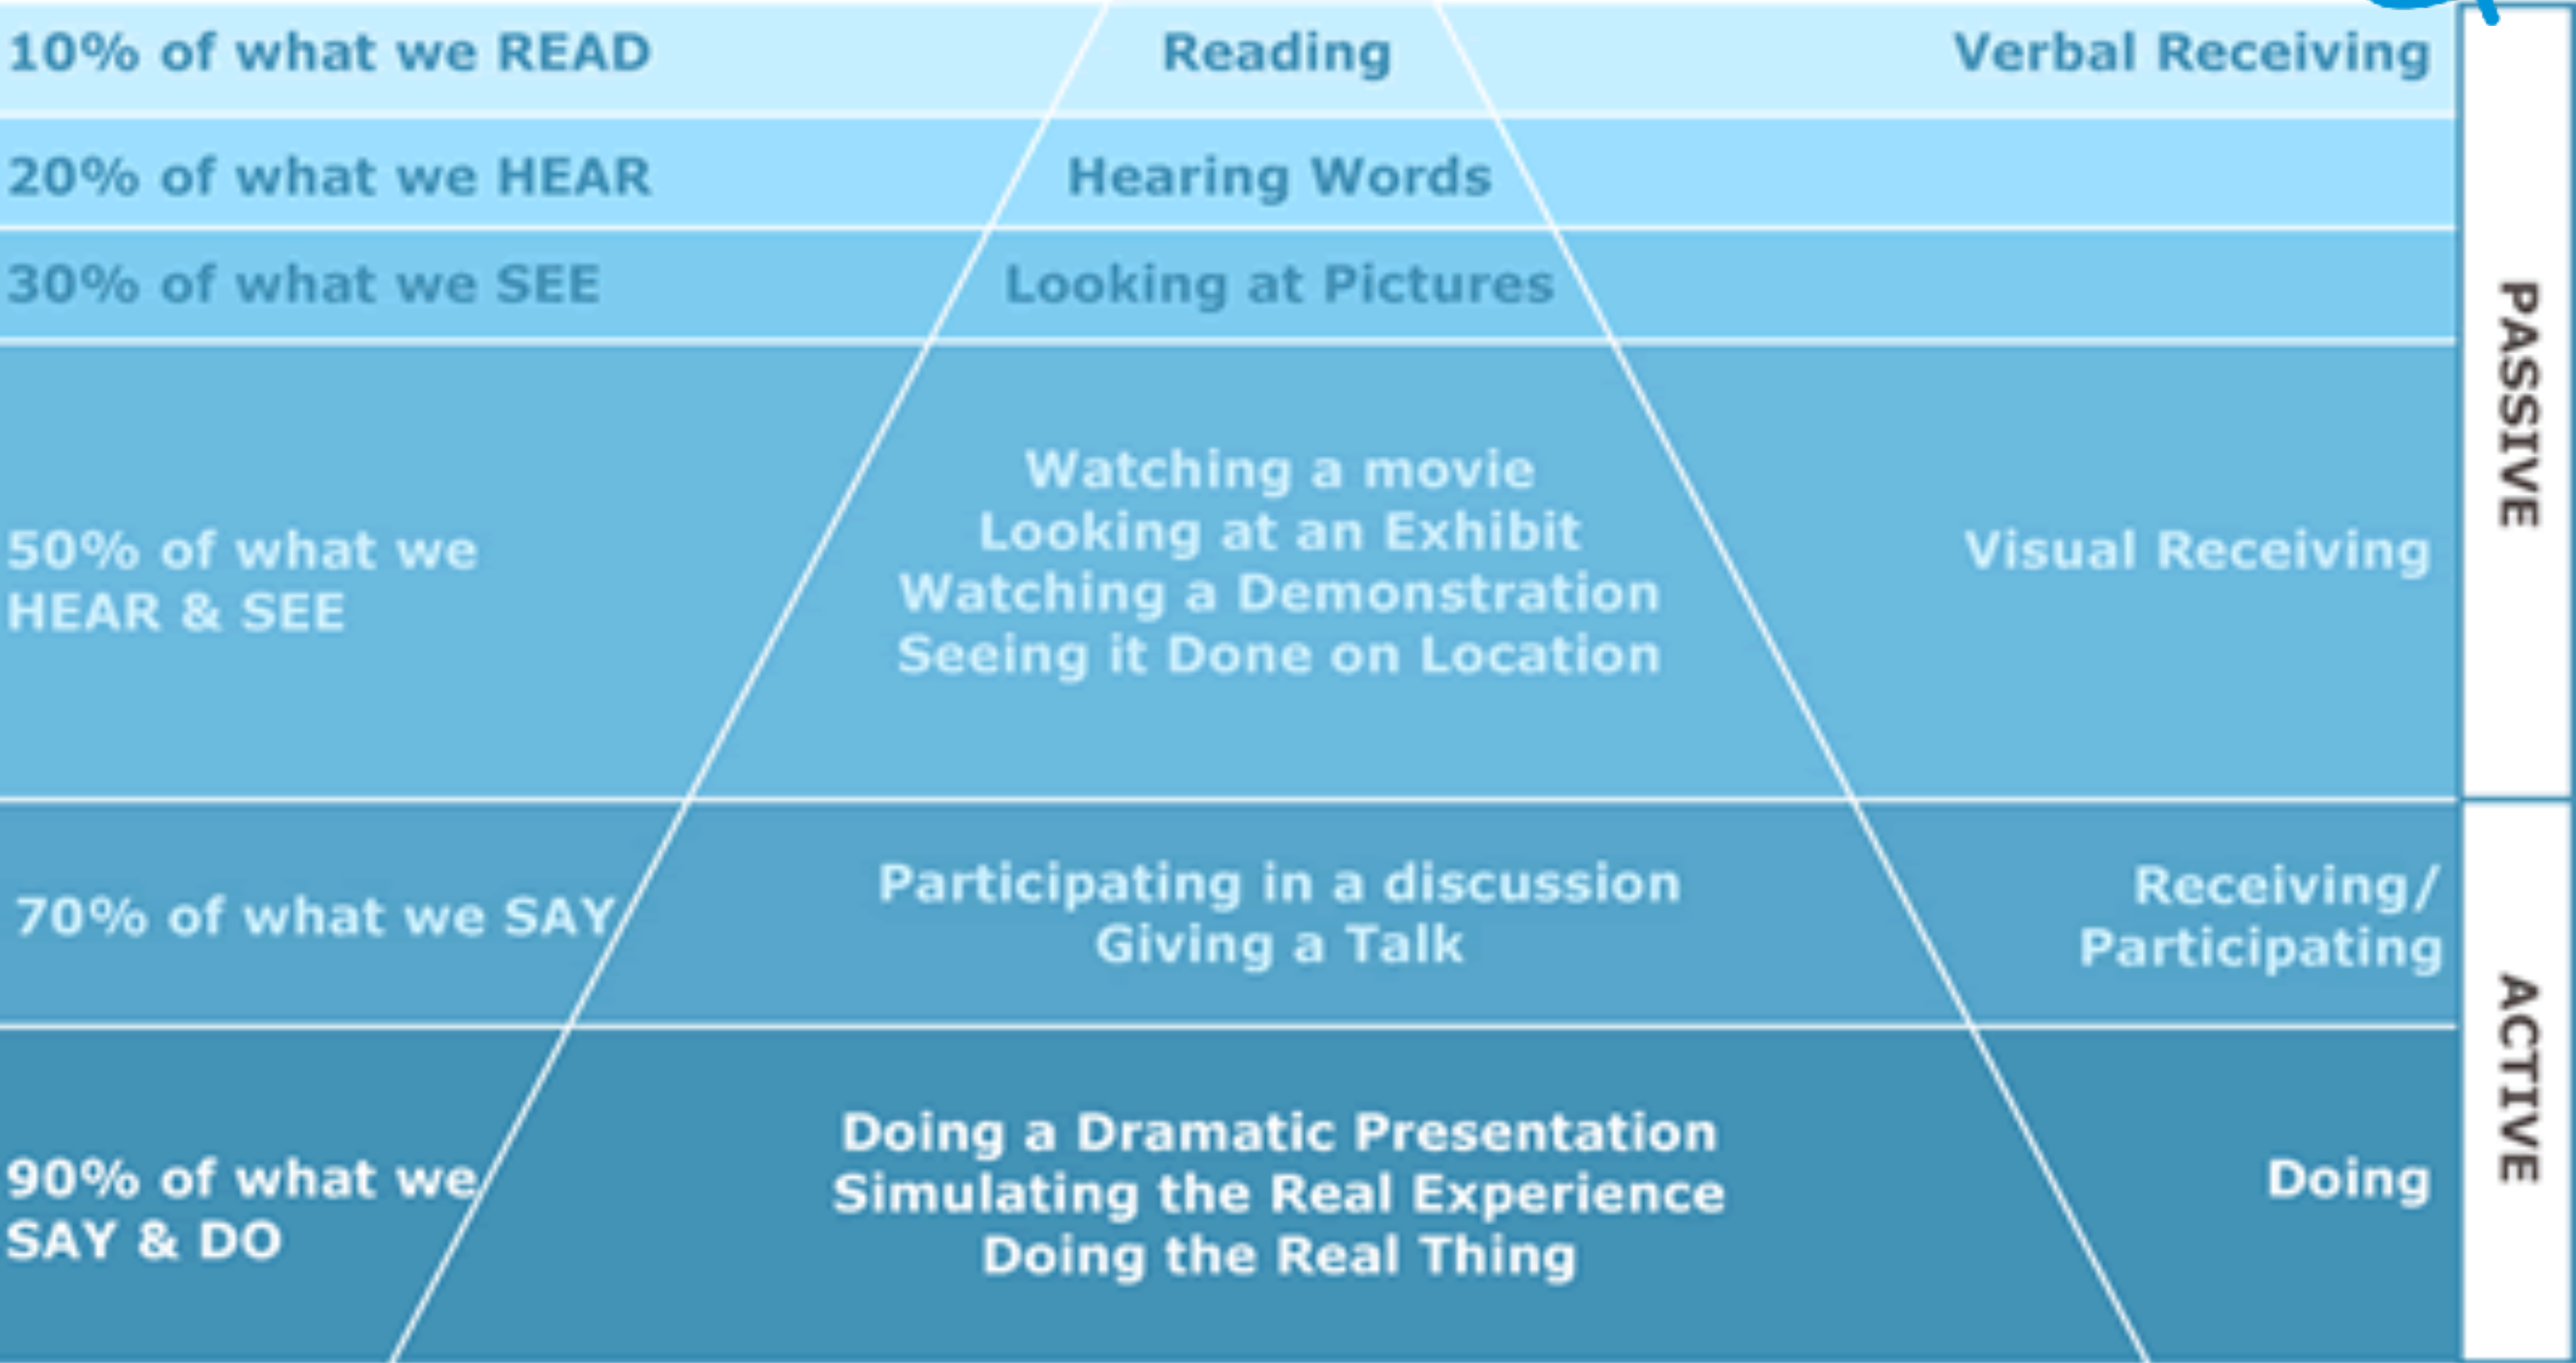 10% of what we READ
Reading
Verbal Receiving
20% of what we HEAR
Hearing Words
30% of what we SEE
Looking at Pictures
50% of what we
HEAR & SEE
Watching a movie
Looking at an Exhibit
Watching a Demonstration
Seeing it Done on Location
Visual Receiving
PASSIVE
70% of what we SAY
Participating in a discussion
Giving a Talk
Receiving/
Participating
90% of what we
SAY & DO
Doing a Dramatic Presentation
Simulating the Real Experience
Doing the Real Thing
Doing
ACTIVE